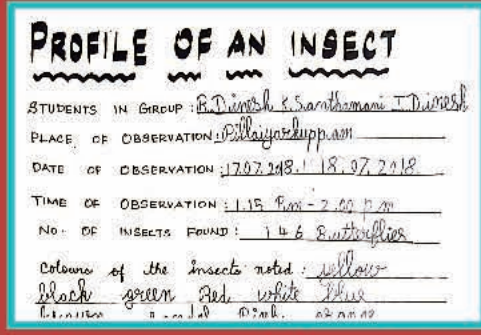 PROFILE OF AN INSECT
STUDENTS IN GROUP: R.Dinesh K.Santhamani T.Dinesh
PLACE OF OBSERVATION: Pillaiyarkuppam
DATE OF OBSERVATION: 17.07.2018.! 18.07.2018
TIME OF OBSERVATION: 1.15 P.m - 2.00 p.m
NO. OF INSECTS FOUND: 146 Butterflies
Colours of the insects noted: yellow
black green Red white blue
Pink